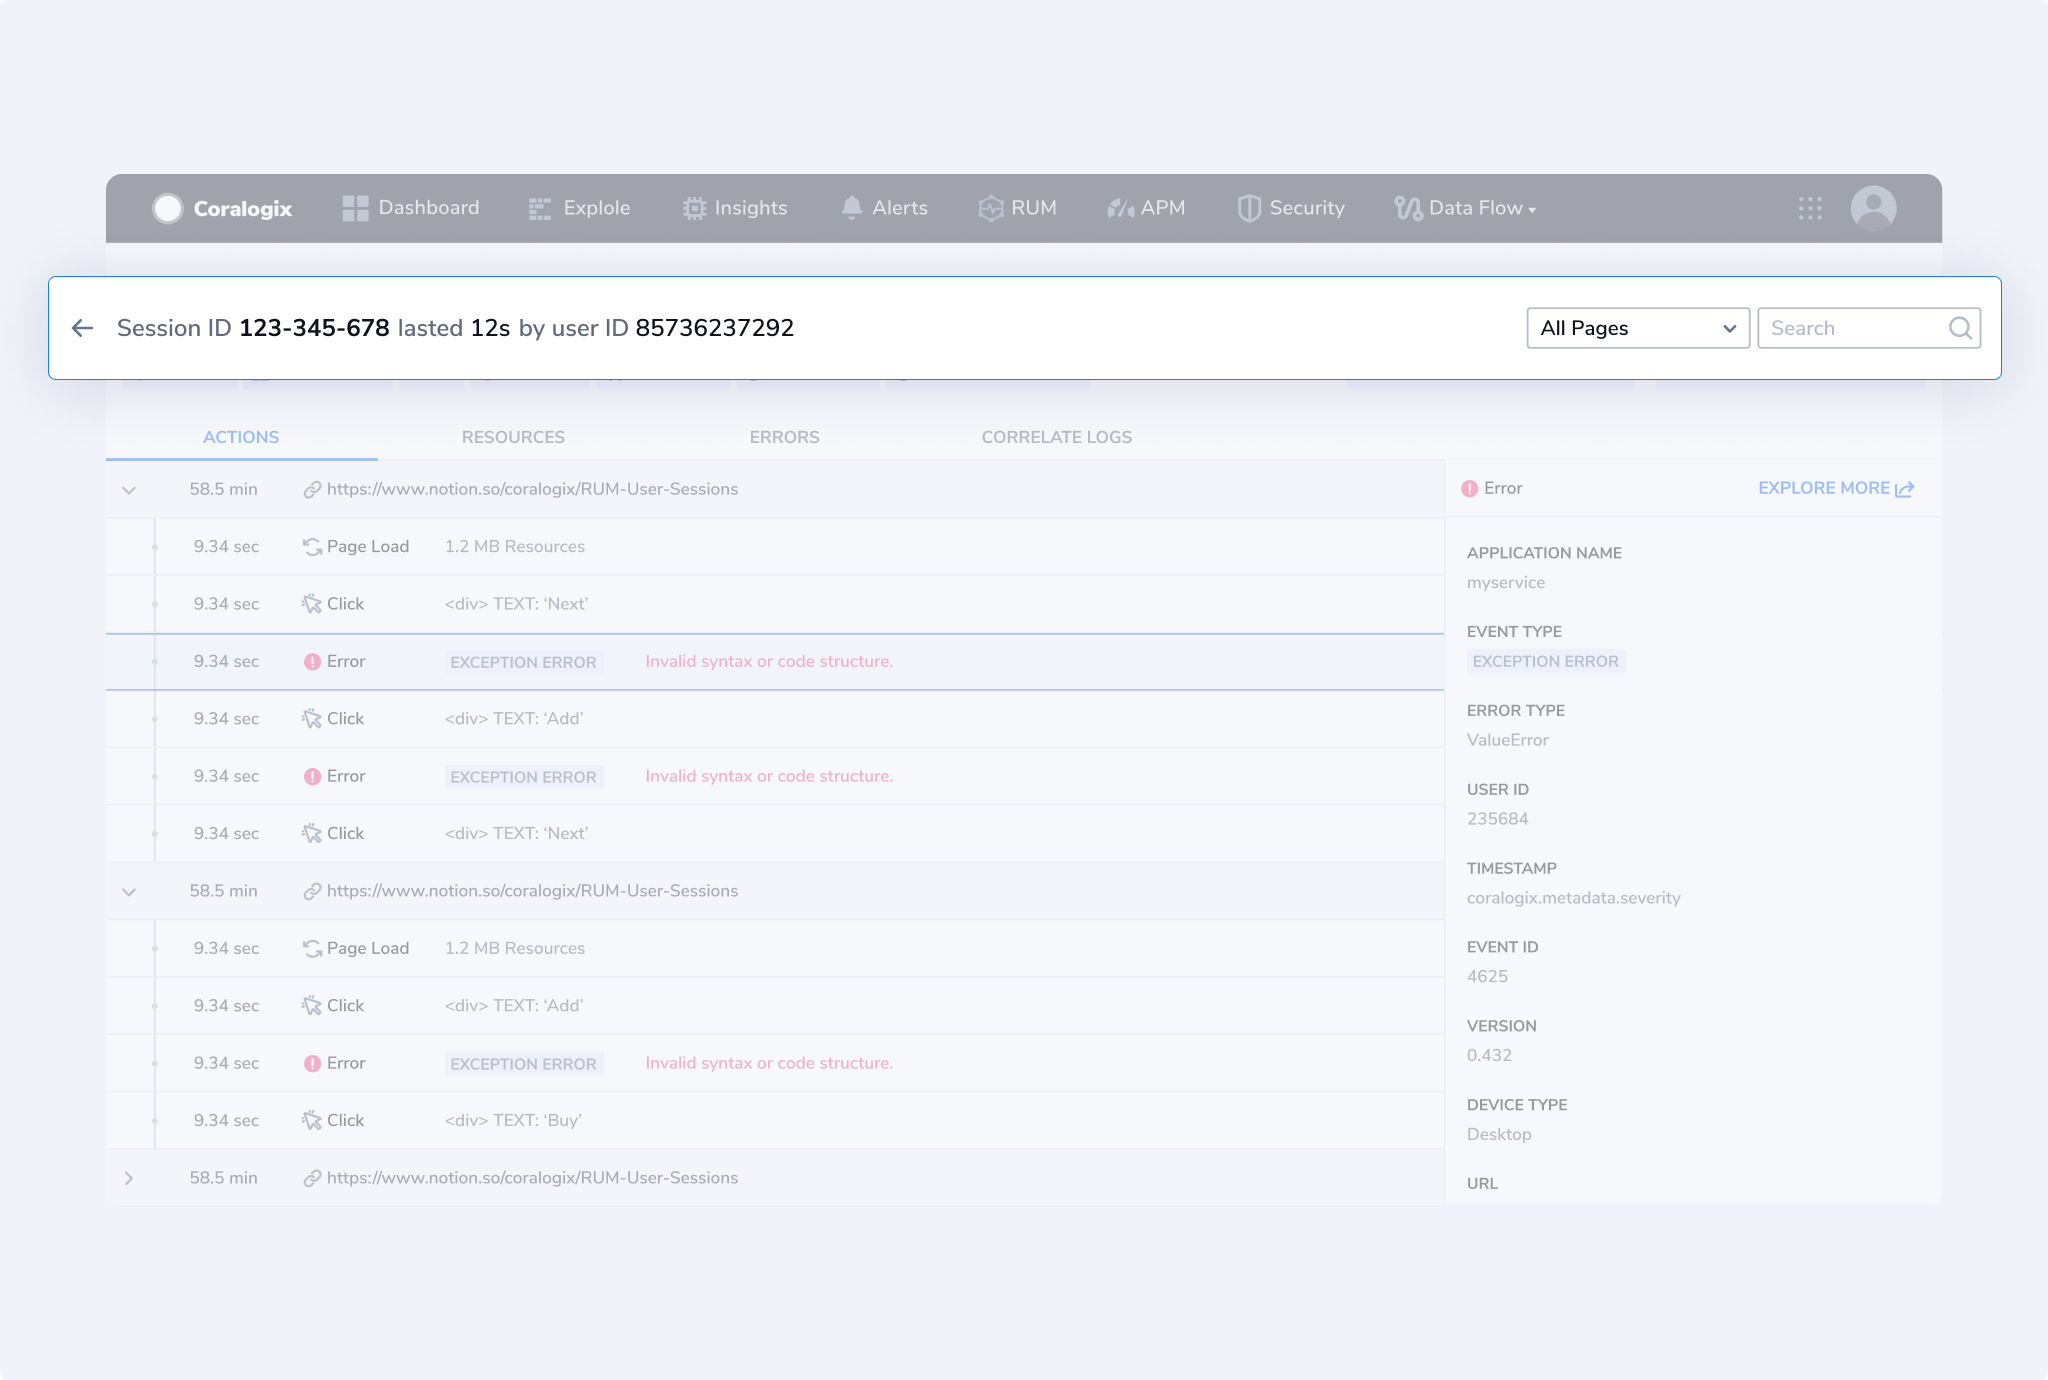 Coralogix Dashboard Explole Insights Alerts RUM APM Security Data Flow
Session ID 123-345-678 lasted 12s by user ID 85736237292 All Pages Search
ACTIONS RESOURCES ERRORS CORRELATE LOGS
58.5 min https://www.notion.so/coralogix/RUM-User-Sessions
9.34 sec Page Load 1.2 MB Resources
9.34 sec Click <div> TEXT: ‘Next’
9.34 sec Error EXCEPTION ERROR Invalid syntax or code structure.
9.34 sec Click <div> TEXT: ‘Add’
9.34 sec Error EXCEPTION ERROR Invalid syntax or code structure.
9.34 sec Click <div> TEXT: ‘Next’
58.5 min https://www.notion.so/coralogix/RUM-User-Sessions
9.34 sec Page Load 1.2 MB Resources
9.34 sec Click <div> TEXT: ‘Add’
9.34 sec Error EXCEPTION ERROR Invalid syntax or code structure.
9.34 sec Click <div> TEXT: ‘Buy’
58.5 min https://www.notion.so/coralogix/RUM-User-Sessions
Error EXPLORE MORE
APPLICATION NAME
myservice
EVENT TYPE
EXCEPTION ERROR
ERROR TYPE
ValueError
USER ID
235684
TIMESTAMP
coralogix.metadata.severity
EVENT ID
4625
VERSION
0.432
DEVICE TYPE
Desktop
URL